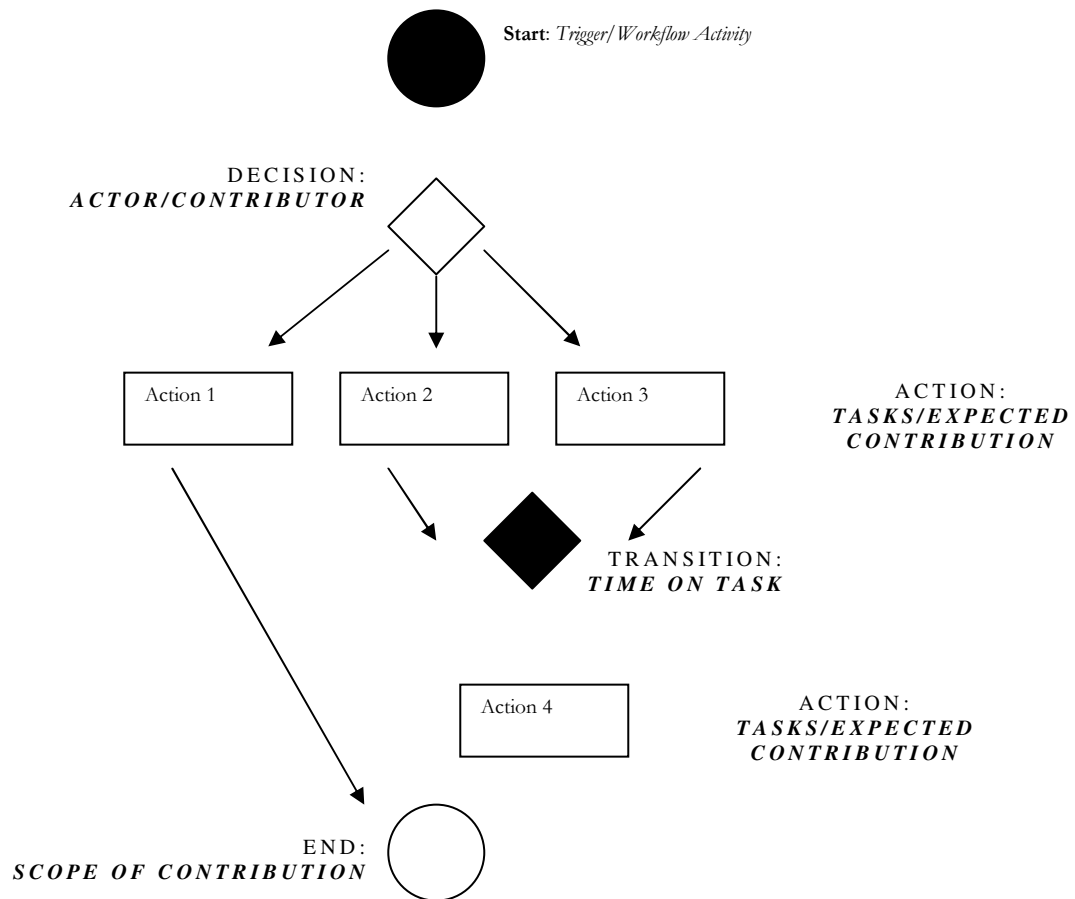 Start: Trigger/Workflow Activity
DECISION:
ACTOR/CONTRIBUTOR
Action 1
Action 2
Action 3
ACTION:
TASKS/EXPECTED
CONTRIBUTION
TRANSITION:
TIME ON TASK
Action 4
ACTION:
TASKS/EXPECTED
CONTRIBUTION
END:
SCOPE OF CONTRIBUTION